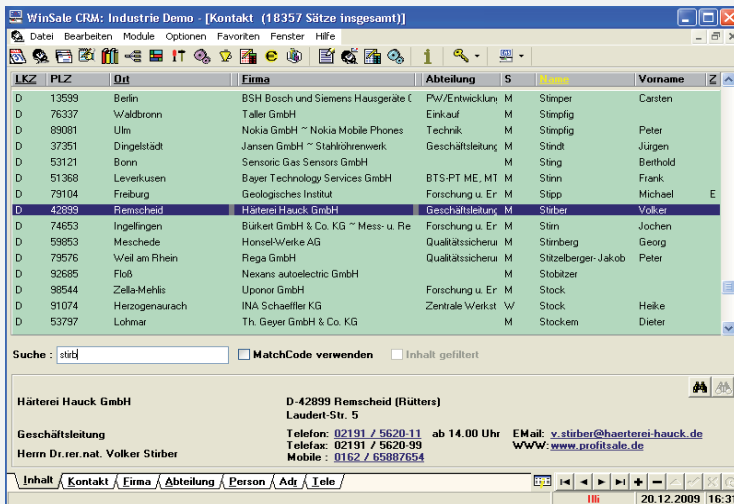 WinSale CRM: Industrie Demo - [Kontakt (18357 Sätze insgesamt)]
Datei Bearbeiten Module Optionen Favoriten Fenster Hilfe
LKZ PLZ Ort Firma Abteilung S Name Vorname Z
D 13599 Berlin BSH Bosch und Siemens Hausgeräte ( PW/Entwicklun M Stimper Carsten
D 76337 Waldbronn Taller GmbH Einkauf M Stimpfig
D 89081 Ulm Nokia GmbH ~ Nokia Mobile Phones Technik M Stimpfig Peter
D 37351 Dingelstädt Jansen GmbH ~ Stahlröhrenwerk Geschäftsleitung M Stindt Jürgen
D 53121 Bonn Sensoric Gas Sensors GmbH M Sting Berthold
D 51368 Leverkusen Bayer Technology Services GmbH BTS-PT ME, MT M Stinn Frank
D 79104 Freiburg Geologisches Institut Forschung u. Er M Stipp Michael E
D 42899 Remscheid Härterei Hauck GmbH Geschäftsleitung M Stirber Volker
D 74653 Ingelfingen Bürkert GmbH & Co. KG ~ Mess- u. Re Forschung u. Er M Stirn Jochen
D 59853 Meschede Honsel-Werke AG Qualitätssicheru M Stirnberg Georg
D 79576 Weil am Rhein Rega GmbH Qualitätssicheru M Stitzelberger-Jakob Peter
D 92685 Floß Nexans autoelectric GmbH M Stobitzer
D 98544 Zella-Mehlis Uponor GmbH Forschung u. Er M Stock
D 91074 Herzogenaurach INA Schaeffler KG Zentrale Werkst W Stock Heike
D 53797 Lohmar Th. Geyer GmbH & Co. KG M Stockem Dieter
Suche : stirb MatchCode verwenden Inhalt gefiltert
Härterei Hauck GmbH D-42899 Remscheid (Rütters)
Laudert-Str. 5
Geschäftsleitung Telefon: 02191 / 5620-11 ab 14.00 Uhr EMail: v.stirber@haerterei-hauck.de
Telefax: 02191 / 5620-99 WWW: www.profitsale.de
Herrn Dr.rer.nat. Volker Stirber Mobile : 0162 / 65887654
Inhalt Kontakt Firma Abteilung Person Adr Tele
Illi 20.12.2009 16:31